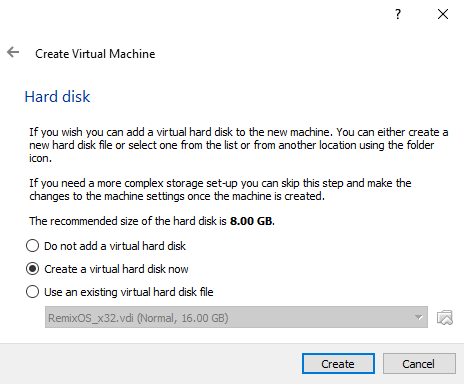 ?
Create Virtual Machine
Hard disk
If you wish you can add a virtual hard disk to the new machine. You can either create a
new hard disk file or select one from the list or from another location using the folder
icon.
If you need a more complex storage set-up you can skip this step and make the
changes to the machine settings once the machine is created.
The recommended size of the hard disk is 8.00 GB.
Do not add a virtual hard disk
Create a virtual hard disk now
Use an existing virtual hard disk file
RemixOS_x32.vdi (Normal, 16.00 GB)
Create Cancel